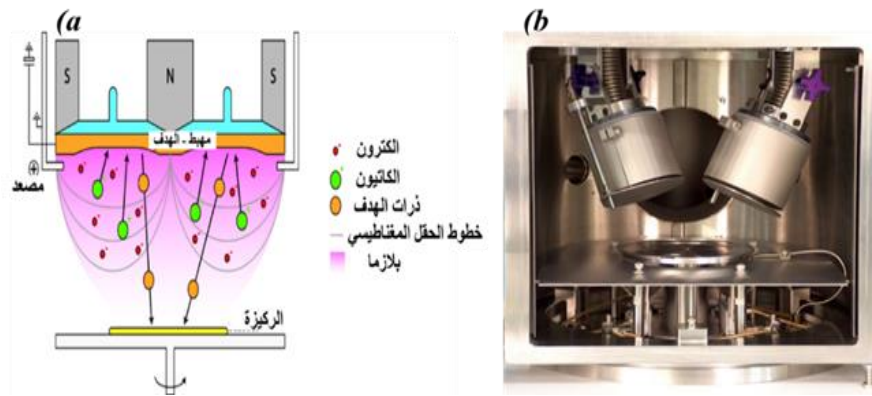 (a
(b)
S
N
S
مهبط - الهدف
مصعد
الكترون
الكاتيون
ذرات الهدف
خطوط الحقل المغناطيسي
بلازما
الركيزة